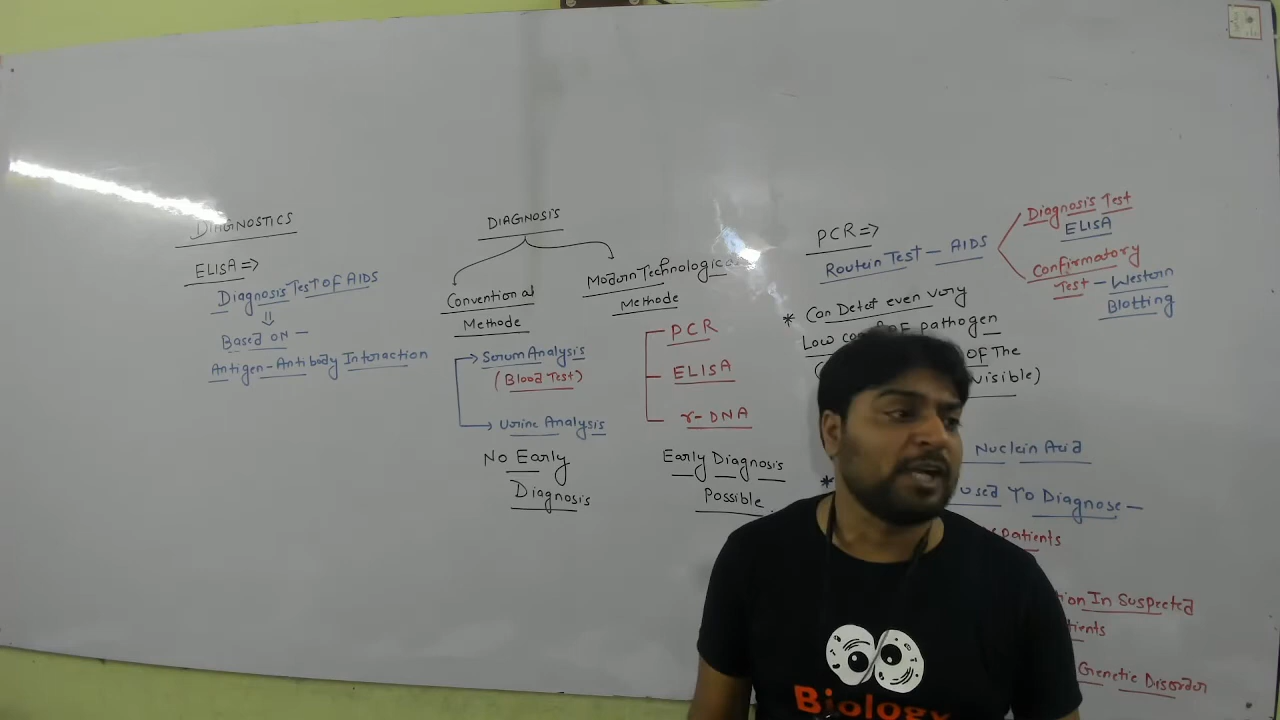 DIAGNOSTICS
ELISA =>
Diagnosis Test OF AIDS
Based ON -
Antigen - Antibody Interaction
DIAGNOSIS
Conventional
Methode
Serum Analysis
(Blood Test)
Urine Analysis
No Early
Diagnosis
Modern Technological
Methode
PCR
ELISA
r-DNA
Early Diagnosis
Possible
PCR =>
Routein Test - AIDS
Diagnosis Test
ELISA
Confirmatory
Test - Western
Blotting
* Can Detect even very
Low OF pathogen
OF The
visible)
Nuclein Acid
* used To Diagnose -
patients
In Suspected
Genetic Disorder
Biology